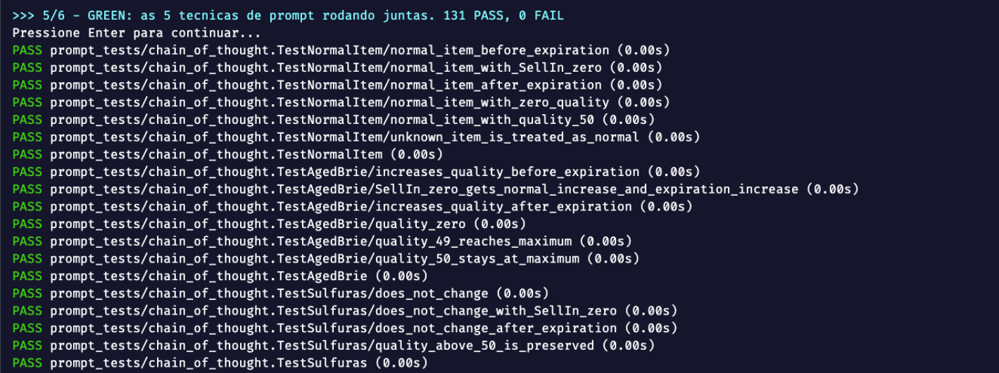 >>> 5/6 - GREEN: as 5 tecnicas de prompt rodando juntas. 131 PASS, 0 FAIL
Pressione Enter para continuar...
PASS prompt_tests/chain_of_thought.TestNormalItem/normal_item_before_expiration (0.00s)
PASS prompt_tests/chain_of_thought.TestNormalItem/normal_item_with_SellIn_zero (0.00s)
PASS prompt_tests/chain_of_thought.TestNormalItem/normal_item_after_expiration (0.00s)
PASS prompt_tests/chain_of_thought.TestNormalItem/normal_item_with_zero_quality (0.00s)
PASS prompt_tests/chain_of_thought.TestNormalItem/normal_item_with_quality_50 (0.00s)
PASS prompt_tests/chain_of_thought.TestNormalItem/unknown_item_is_treated_as_normal (0.00s)
PASS prompt_tests/chain_of_thought.TestNormalItem (0.00s)
PASS prompt_tests/chain_of_thought.TestAgedBrie/increases_quality_before_expiration (0.00s)
PASS prompt_tests/chain_of_thought.TestAgedBrie/SellIn_zero_gets_normal_increase_and_expiration_increase (0.00s)
PASS prompt_tests/chain_of_thought.TestAgedBrie/increases_quality_after_expiration (0.00s)
PASS prompt_tests/chain_of_thought.TestAgedBrie/quality_zero (0.00s)
PASS prompt_tests/chain_of_thought.TestAgedBrie/quality_49_reaches_maximum (0.00s)
PASS prompt_tests/chain_of_thought.TestAgedBrie/quality_50_stays_at_maximum (0.00s)
PASS prompt_tests/chain_of_thought.TestAgedBrie (0.00s)
PASS prompt_tests/chain_of_thought.TestSulfuras/does_not_change (0.00s)
PASS prompt_tests/chain_of_thought.TestSulfuras/does_not_change_with_SellIn_zero (0.00s)
PASS prompt_tests/chain_of_thought.TestSulfuras/does_not_change_after_expiration (0.00s)
PASS prompt_tests/chain_of_thought.TestSulfuras/quality_above_50_is_preserved (0.00s)
PASS prompt_tests/chain_of_thought.TestSulfuras (0.00s)